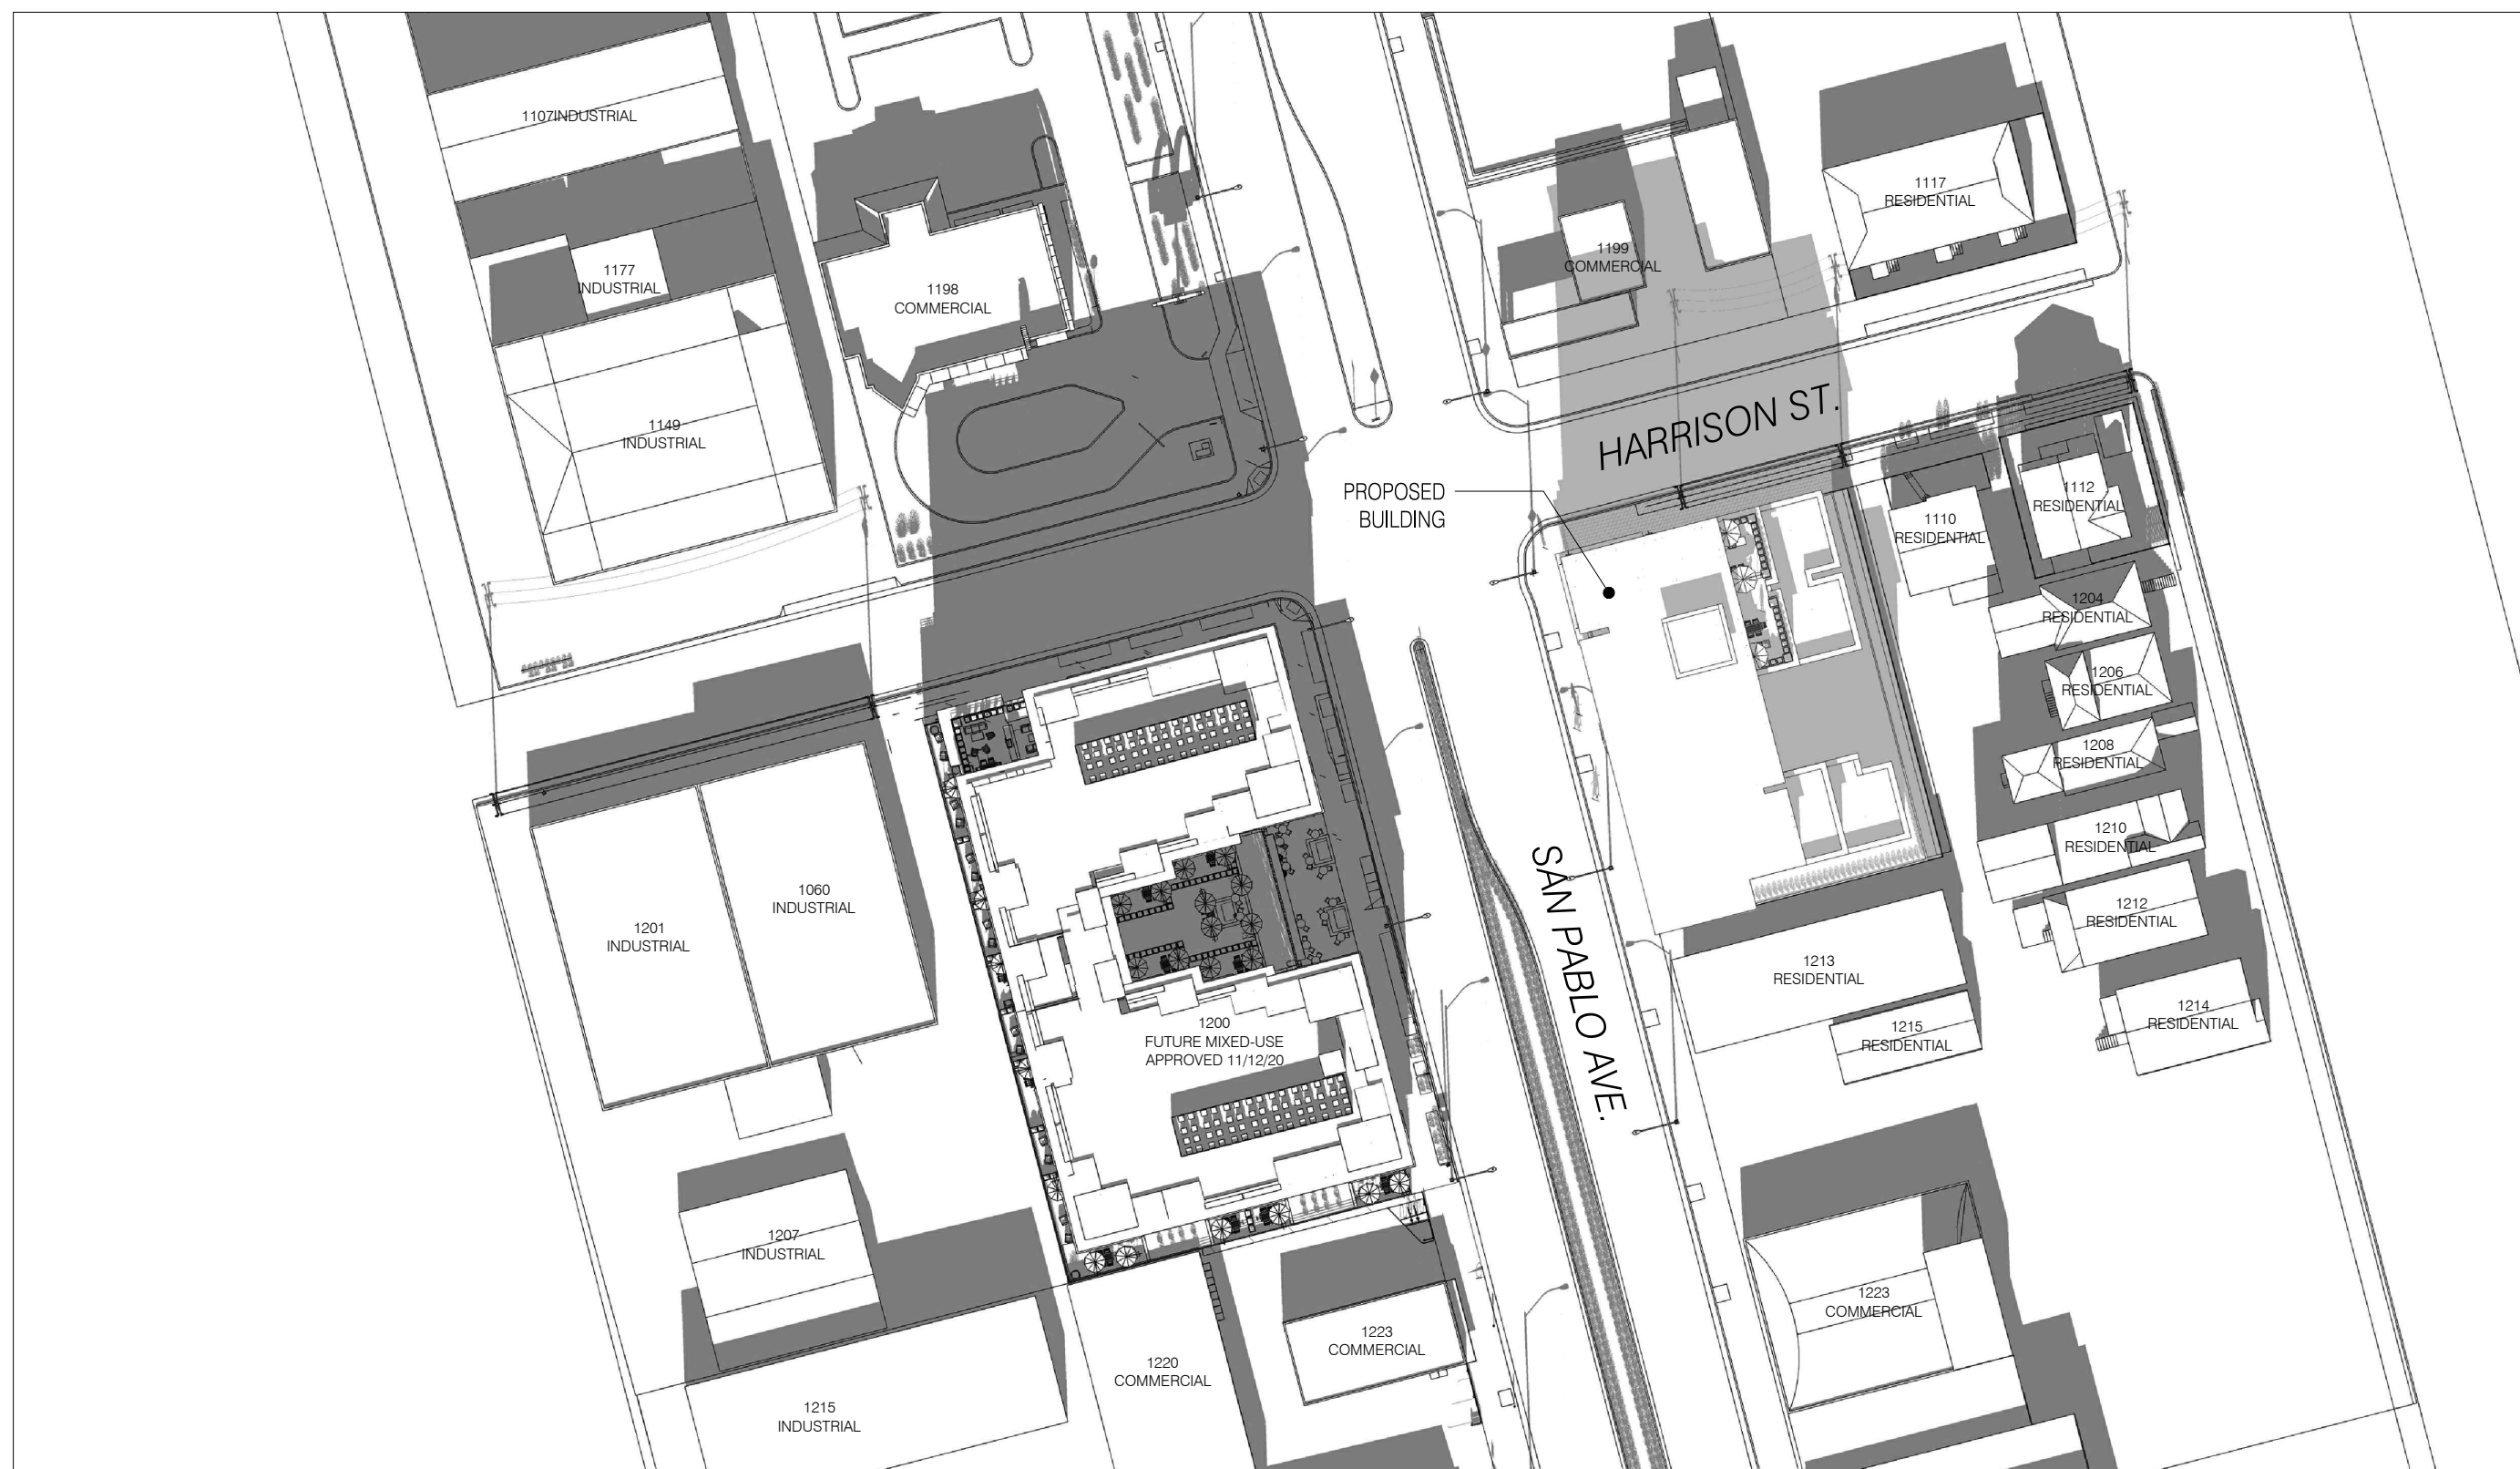 1107INDUSTRIAL
1177
INDUSTRIAL
1149
INDUSTRIAL
1198
COMMERCIAL
1199
COMMERCIAL
1117
RESIDENTIAL
HARRISON ST.
PROPOSED
BUILDING
1110
RESIDENTIAL
1112
RESIDENTIAL
1204
RESIDENTIAL
1206
RESIDENTIAL
1208
RESIDENTIAL
1210
RESIDENTIAL
1212
RESIDENTIAL
1214
RESIDENTIAL
1213
RESIDENTIAL
1215
RESIDENTIAL
SAN PABLO AVE.
1201
INDUSTRIAL
1060
INDUSTRIAL
1200
FUTURE MIXED-USE
APPROVED 11/12/20
1207
INDUSTRIAL
1215
INDUSTRIAL
1220
COMMERCIAL
1223
COMMERCIAL
1223
COMMERCIAL